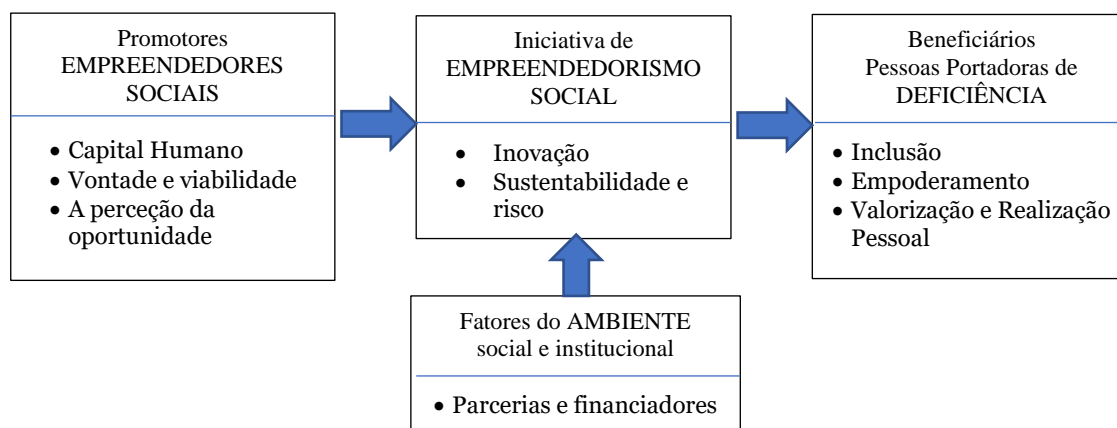 Promotores
EMPREENDEDORES
SOCIAIS
• Capital Humano
• Vontade e viabilidade
• A perceção da
oportunidade
Iniciativa de
EMPREENDEDORISMO
SOCIAL
• Inovação
• Sustentabilidade e
risco
Beneficiários
Pessoas Portadoras de
DEFICIÊNCIA
• Inclusão
• Empoderamento
• Valorização e Realização
Pessoal
Fatores do AMBIENTE
social e institucional
• Parcerias e financiadores